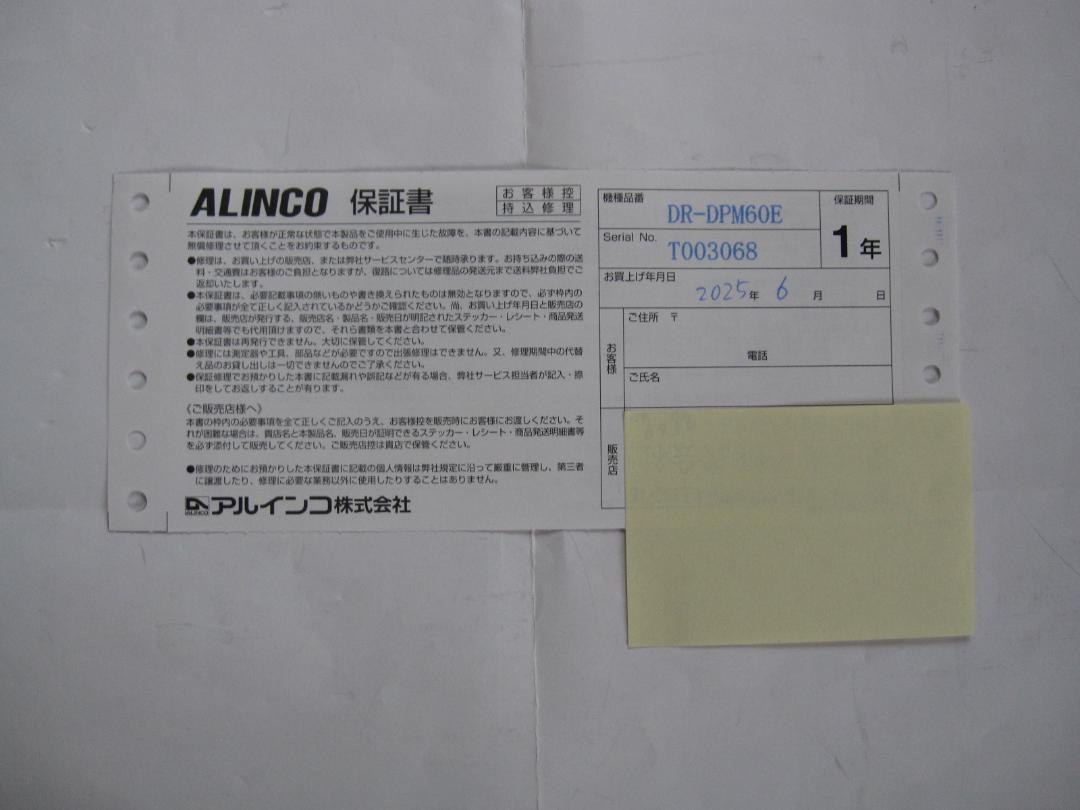 ALINCO 保証書
お客様控
持込修理
本保証書は、お客様が正常な状態で本製品をご使用中に生じた故障を、本書の記載内容に基づいて
無償修理させて頂くことをお約束するものです。
●修理は、お買い上げの販売店、または弊社サービスセンターで随時承ります。お持ち込みの際の送
料・交通費はお客様のご負担となりますが、復路については修理品の発送元まで送料弊社負担でご
返却いたします。
●本保証書は、必要記載事項の無いものや書き換えられたものは無効となりますので、必ず枠内の
必要事項が全て正しく記入されているかどうかご確認ください。尚、お買い上げ年月日と販売店の
欄は、販売店が発行する、販売店名・製品名・販売日が明記されたステッカー・レシート・商品発送
明細書等でも代用頂けますので、それら書類を本書と合わせて保管ください。
●本保証書は再発行できません。大切に保管してください。
●修理には測定器や工具、部品などが必要ですので出張修理はできません。又、修理期間中の代替
え品のお貸し出しは一切できませんのでご了承ください。
●保証修理でお預かりした本書に記載漏れや誤記などが有る場合、弊社サービス担当者が記入・捺
印をしてお返しすることが有ります。
《ご販売店様へ》
本書の枠内の必要事項を全て正しくご記入のうえ、お客様控を販売時にお客様にお渡しください。そ
れが困難な場合は、貴店名と本製品名、販売日が証明できるステッカー・レシート・商品発送明細書等
を必ず添付して販売してください。ご販売店控は貴店で保管ください。
●修理のためにお預かりした本保証書に記載の個人情報は弊社規定に沿って厳重に管理し、第三者
に譲渡したり、修理に必要な業務以外に使用したりすることはありません。
ALINCO アルインコ株式会社
機種品番 DR-DPM60E
Serial No. T003068
保証期間
1年
お買上げ年月日
2025年 6 月 日
お客様
ご住所 〒
電話
ご氏名
販売店